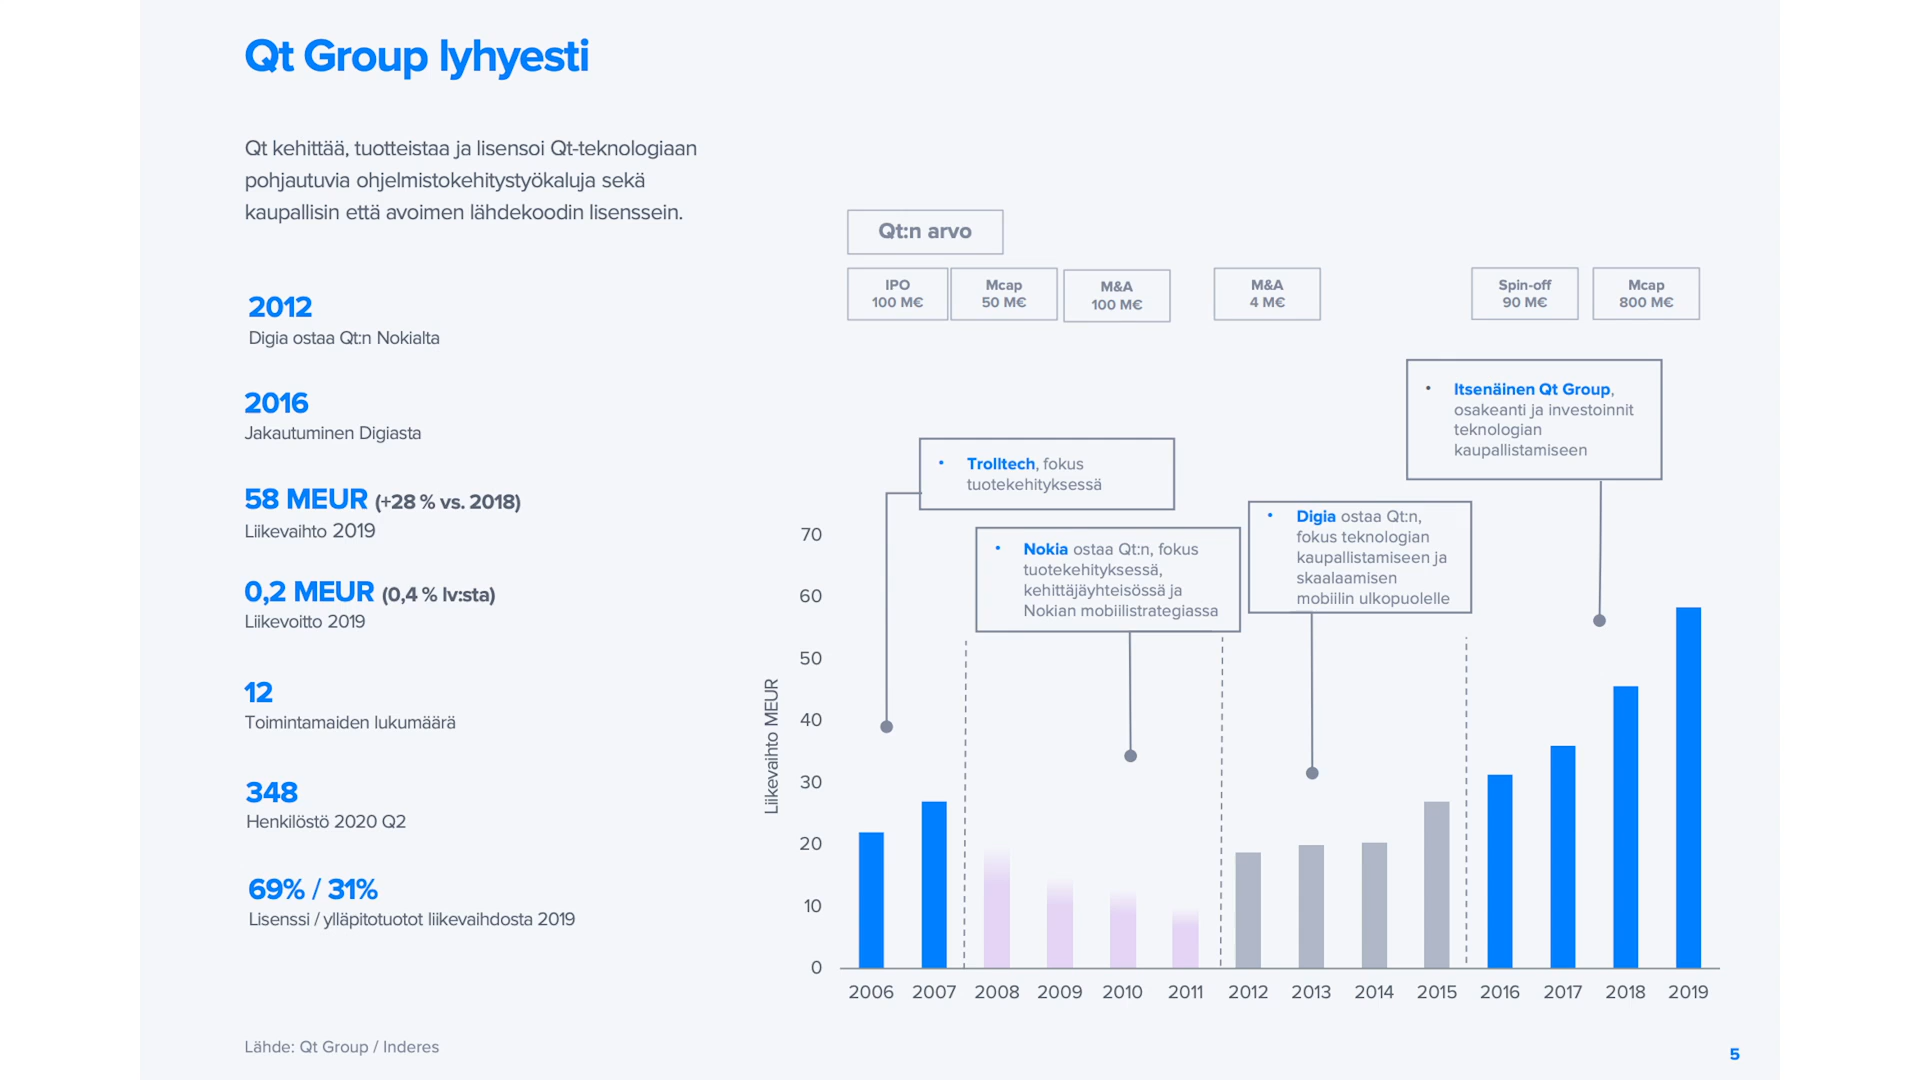 Qt Group lyhyesti
Qt kehittää, tuotteistaa ja lisensoi Qt-teknologiaan
pohjautuvia ohjelmistokehitystyökaluja sekä
kaupallisin että avoimen lähdekoodin lisenssein.
2012
Digia ostaa Qt:n Nokialta
2016
Jakautuminen Digiasta
58 MEUR (+28 % vs. 2018)
Liikevaihto 2019
0,2 MEUR (0,4 % lv:sta)
Liikevoitto 2019
12
Toimintamaiden lukumäärä
348
Henkilöstö 2020 Q2
69% / 31%
Lisenssi / ylläpitotuotot liikevaihdosta 2019
Qt:n arvo
IPO
100 M€
Mcap
50 M€
M&A
100 M€
M&A
4 M€
Spin-off
90 M€
Mcap
800 M€
• Trolltech, fokus
tuotekehityksessä
• Nokia ostaa Qt:n, fokus
tuotekehityksessä,
kehittäjäyhteisössä ja
Nokian mobiilistrategiassa
• Digia ostaa Qt:n,
fokus teknologian
kaupallistamiseen ja
skaalaamisen
mobiilin ulkopuolelle
• Itsenäinen Qt Group,
osakeanti ja investoinnit
teknologian
kaupallistamiseen
Liikevaihto MEUR
70
60
50
40
30
20
10
0
2006 2007 2008 2009 2010 2011 2012 2013 2014 2015 2016 2017 2018 2019
Lähde: Qt Group / Inderes
5